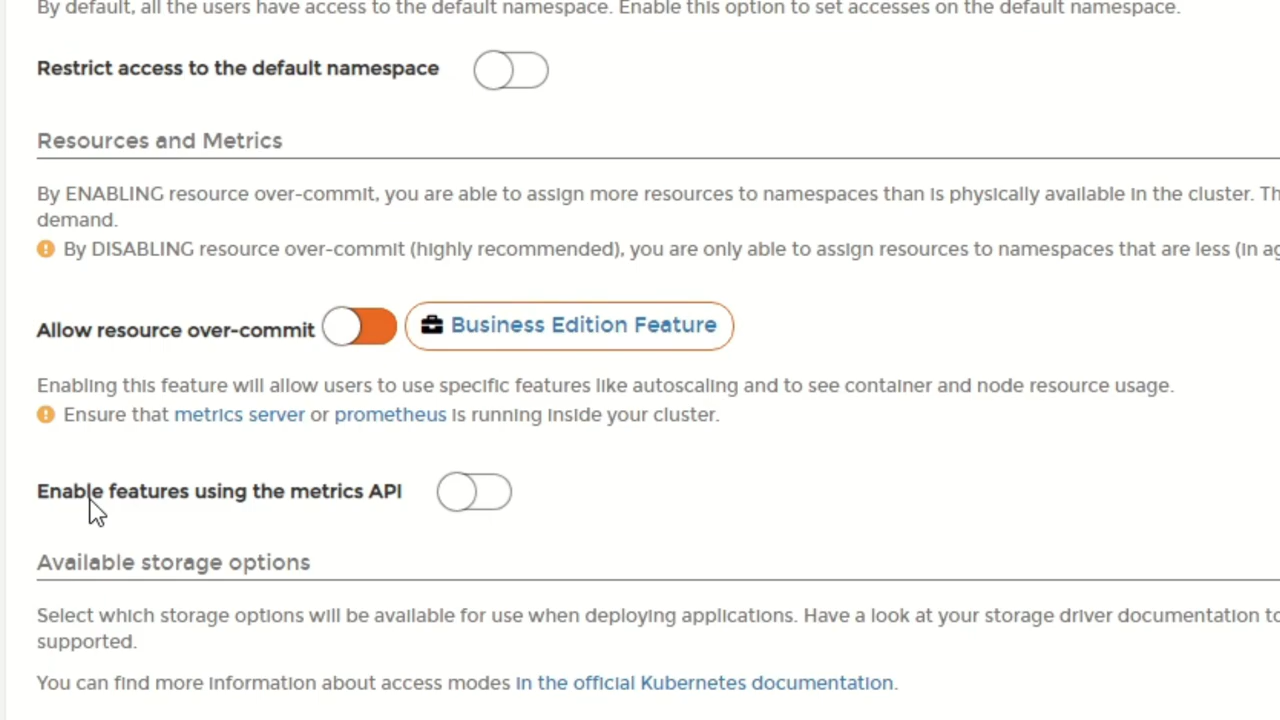 By default, all the users have access to the default namespace. Enable this option to set accesses on the default namespace.
Restrict access to the default namespace
Resources and Metrics
By ENABLING resource over-commit, you are able to assign more resources to namespaces than is physically available in the cluster. Th
demand.
By DISABLING resource over-commit (highly recommended), you are only able to assign resources to namespaces that are less (in ag
Allow resource over-commit Business Edition Feature
Enabling this feature will allow users to use specific features like autoscaling and to see container and node resource usage.
Ensure that metrics server or prometheus is running inside your cluster.
Enable features using the metrics API
Available storage options
Select which storage options will be available for use when deploying applications. Have a look at your storage driver documentation to
supported.
You can find more information about access modes in the official Kubernetes documentation.